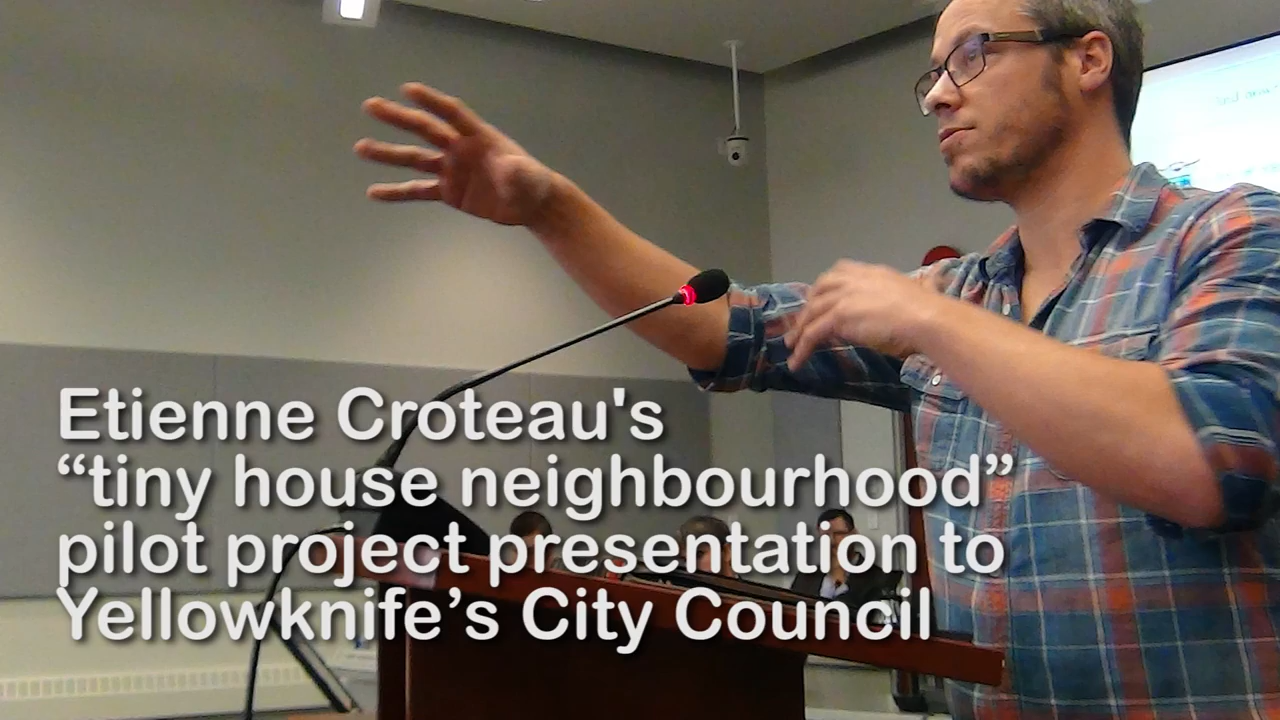 Etienne Croteau's
“tiny house neighbourhood”
pilot project presentation to
Yellowknife’s City Council